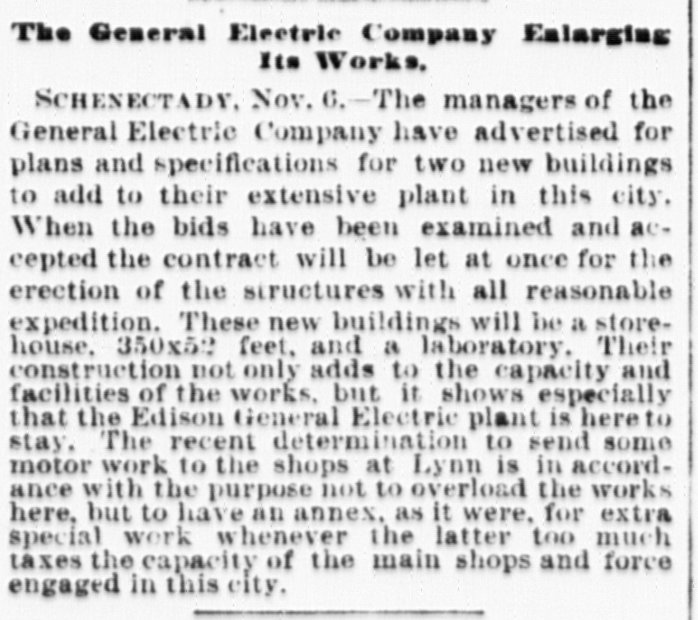 The General Electric Company Enlarging
Its Works.
SCHENECTADY, Nov. 6.—The managers of the
General Electric Company have advertised for
plans and specifications for two new buildings
to add to their extensive plant in this city.
When the bids have been examined and ac-
cepted the contract will be let at once for the
erection of the structures with all reasonable
expedition. These new buildings will be a store-
house, 350x52 feet, and a laboratory. Their
construction not only adds to the capacity and
facilities of the works, but it shows especially
that the Edison General Electric plant is here to
stay. The recent determination to send some
motor work to the shops at Lynn is in accord-
ance with the purpose not to overload the works
here, but to have an annex, as it were, for extra
special work whenever the latter too much
taxes the capacity of the main shops and force
engaged in this city.